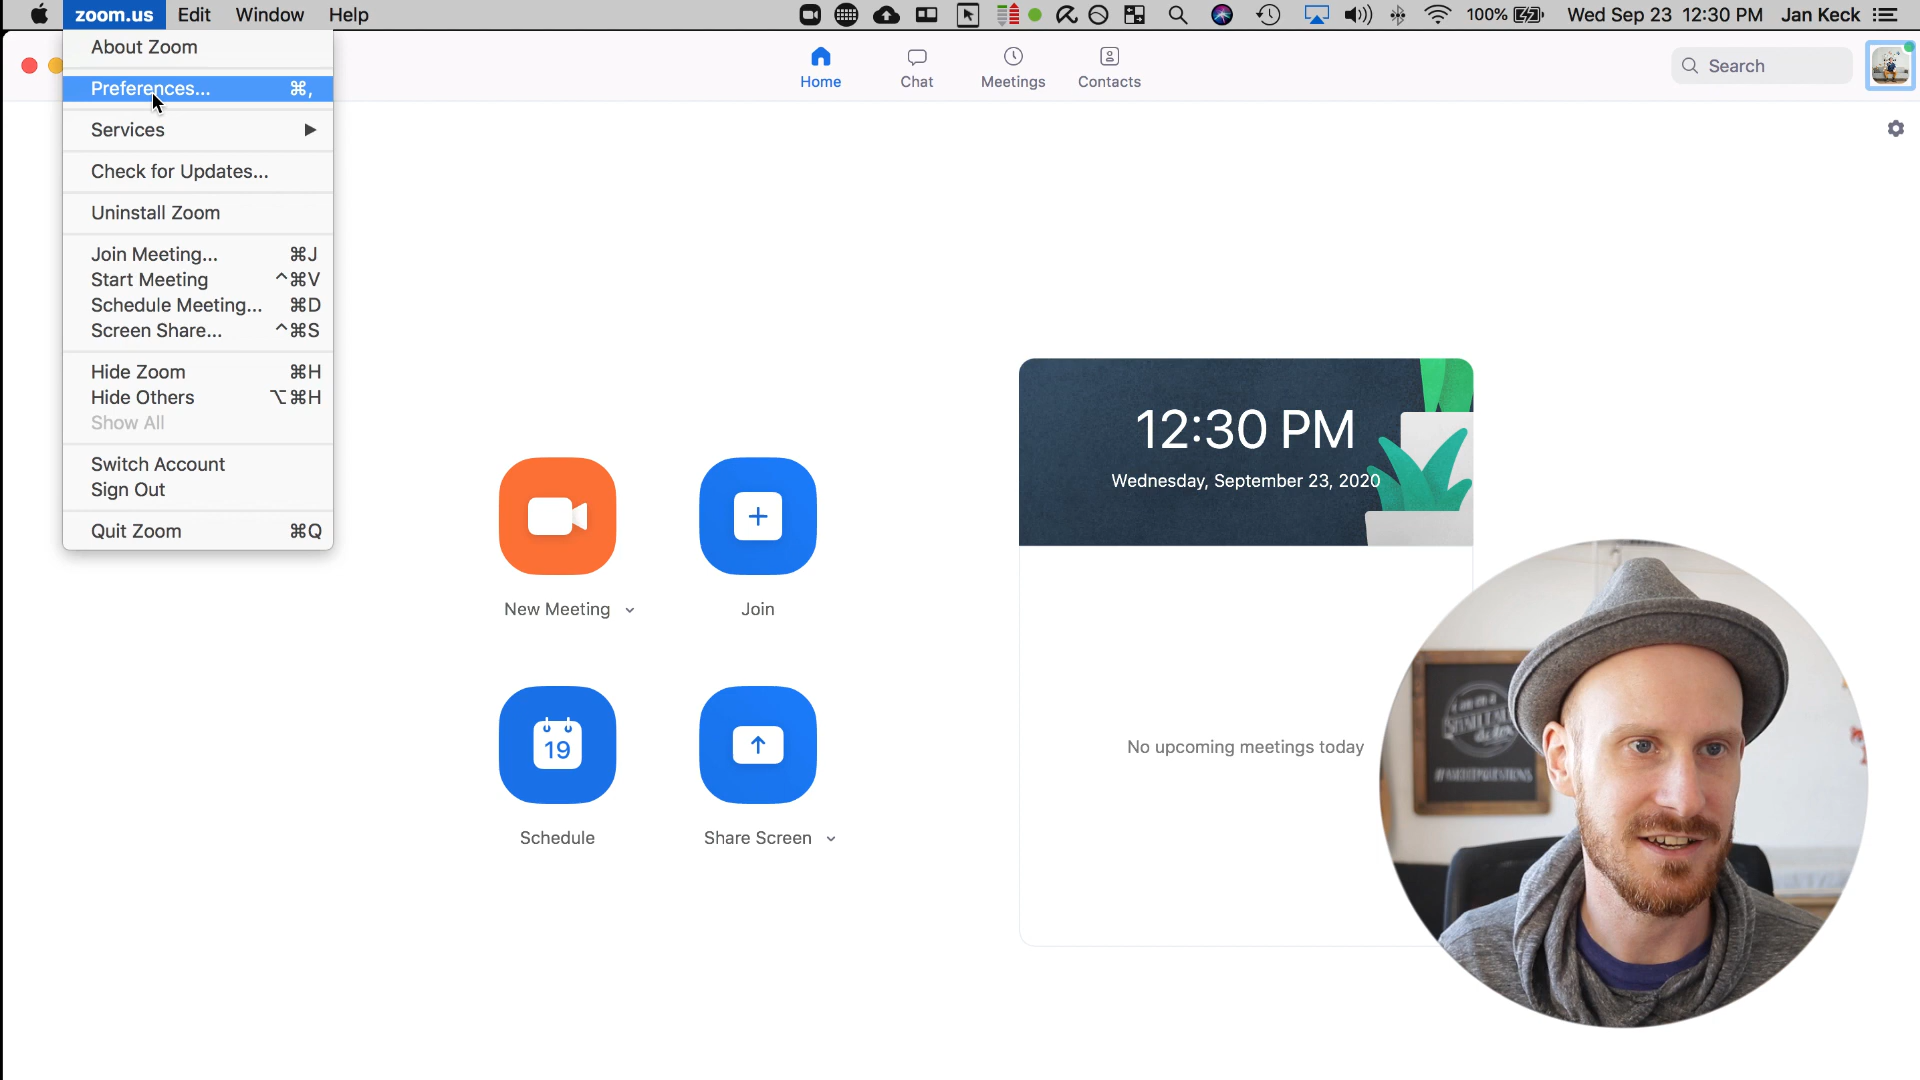 zoom.us Edit Window Help 100% Wed Sep 23 12:30 PM Jan Keck
About Zoom
Preferences... ⌘,
Services ▶
Check for Updates...
Uninstall Zoom
Join Meeting... ⌘J
Start Meeting ^⌘V
Schedule Meeting... ⌘D
Screen Share... ^⌘S
Hide Zoom ⌘H
Hide Others ⌥⌘H
Show All
Switch Account
Sign Out
Quit Zoom ⌘Q
Home
Chat
Meetings
Contacts
Search
New Meeting
Join
19
Schedule
Share Screen
12:30 PM
Wednesday, September 23, 2020
No upcoming meetings today